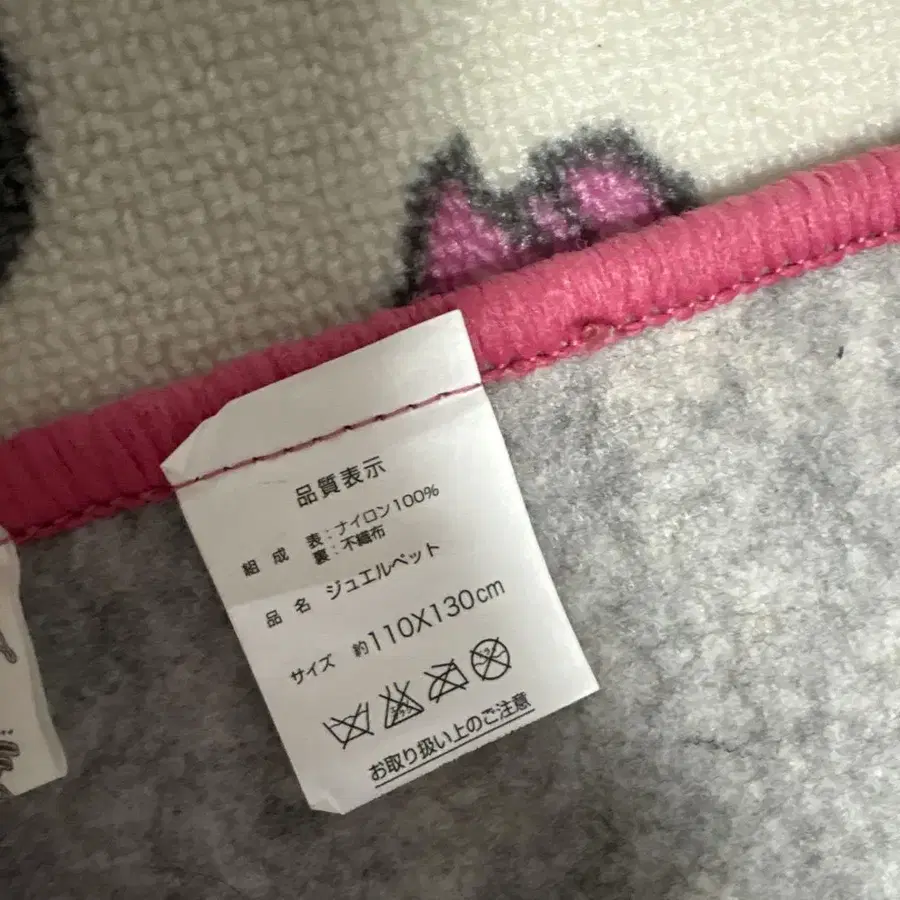 品質表示
組成 表：ナイロン100%
裏：不織布
品名 ジュエルペット
サイズ 約110X130cm
お取り扱い上のご注意